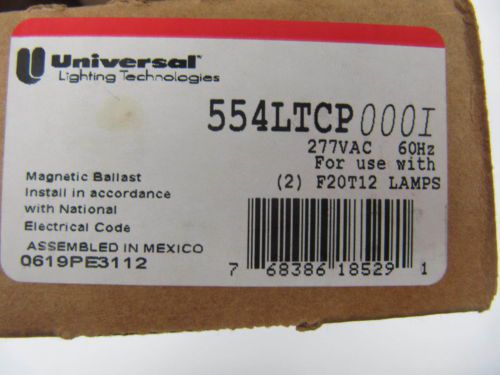 Universal™
Lighting Technologies
554LTCP000I
277VAC 60Hz
For use with
(2) F20T12 LAMPS
Magnetic Ballast
Install in accordance
with National
Electrical Code
ASSEMBLED IN MEXICO
0619PE3112
7 68386 18529 1